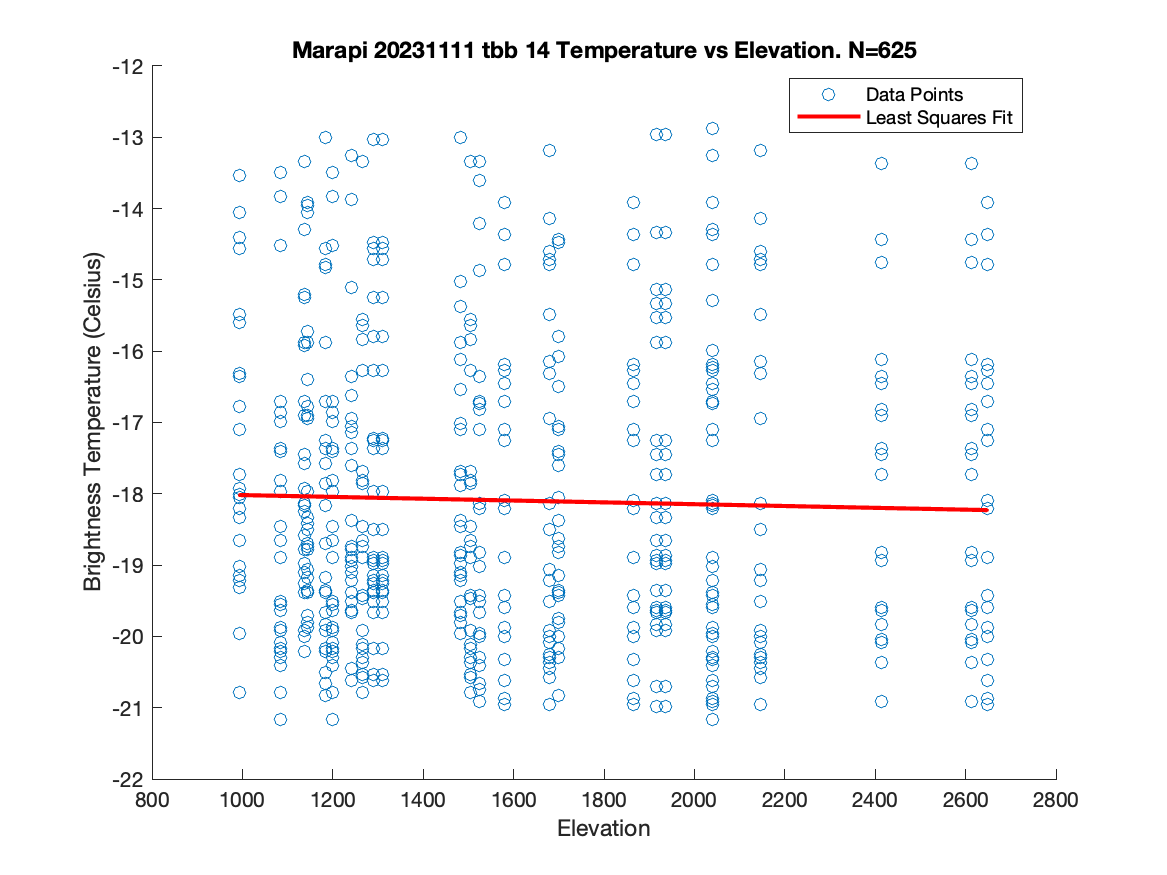 Marapi 20231111 tbb 14 Temperature vs Elevation. N=625
Data Points
Least Squares Fit
Brightness Temperature (Celsius)
-12
-13
-14
-15
-16
-17
-18
-19
-20
-21
-22
800 1000 1200 1400 1600 1800 2000 2200 2400 2600 2800
Elevation